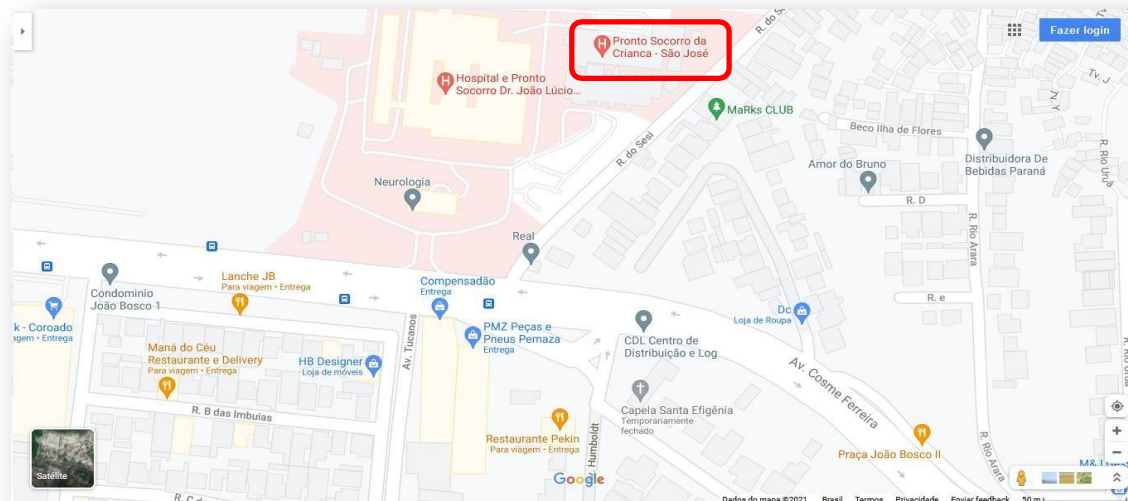 Pronto Socorro da
Crianca - São José
Fazer login
Hospital e Pronto
Socorro Dr. João Lúcio...
R. do Sesi
MaRks CLUB
R. do Sesi
Beco Ilha de Flores
Tv. J
Tv. Y
R. Rio Uruá
Distribuidora De
Bebidas Paraná
Amor do Bruno
Neurologia
R. D
R. Rio Arara
Real
Lanche JB
Para viagem • Entrega
Compensadão
Entrega
Condominio
João Bosco 1
R. e
Dc
Loja de Roupa
k - Coroado
agem • Entrega
PMZ Peças e
Pneus Pemaza
Entrega
CDL Centro de
Distribuição e Log
Av. Tucanos
Maná do Céu
Restaurante e Delivery
Para viagem • Entrega
HB Designer
Loja de móveis
Av. Cosme Ferreira
R. B das Imbuias
Capela Santa Efigênia
Temporariamente
fechado
Restaurante Pekin
Para viagem • Entrega
Humboldt
Praça João Bosco II
R. Rio Arara
Satélite
Google
Dados do mapa ©2021 Brasil Termos Privacidade Enviar feedback 50 m